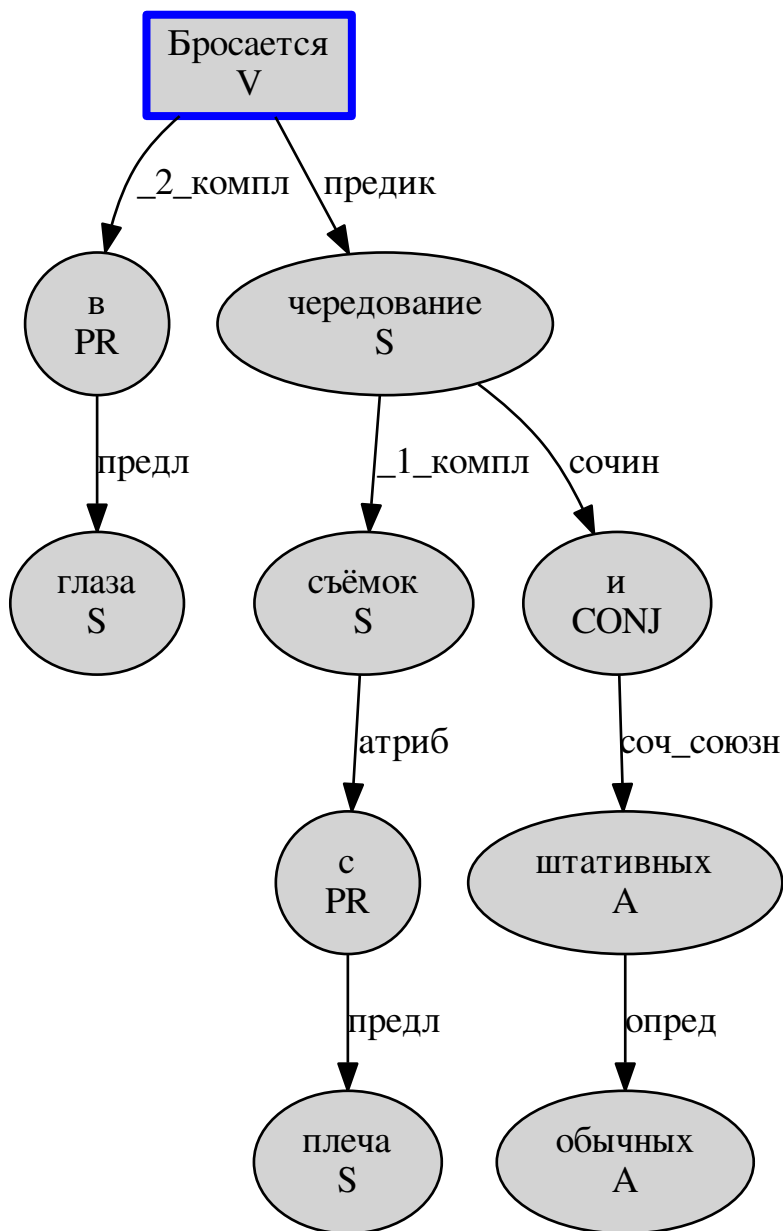 Бросается
V
_2_компл
предик
в
PR
чередование
S
предл
_1_компл
сочин
глаза
S
съёмок
S
и
CONJ
атриб
соч_союзн
с
PR
штативных
A
предл
опред
плеча
S
обычных
A